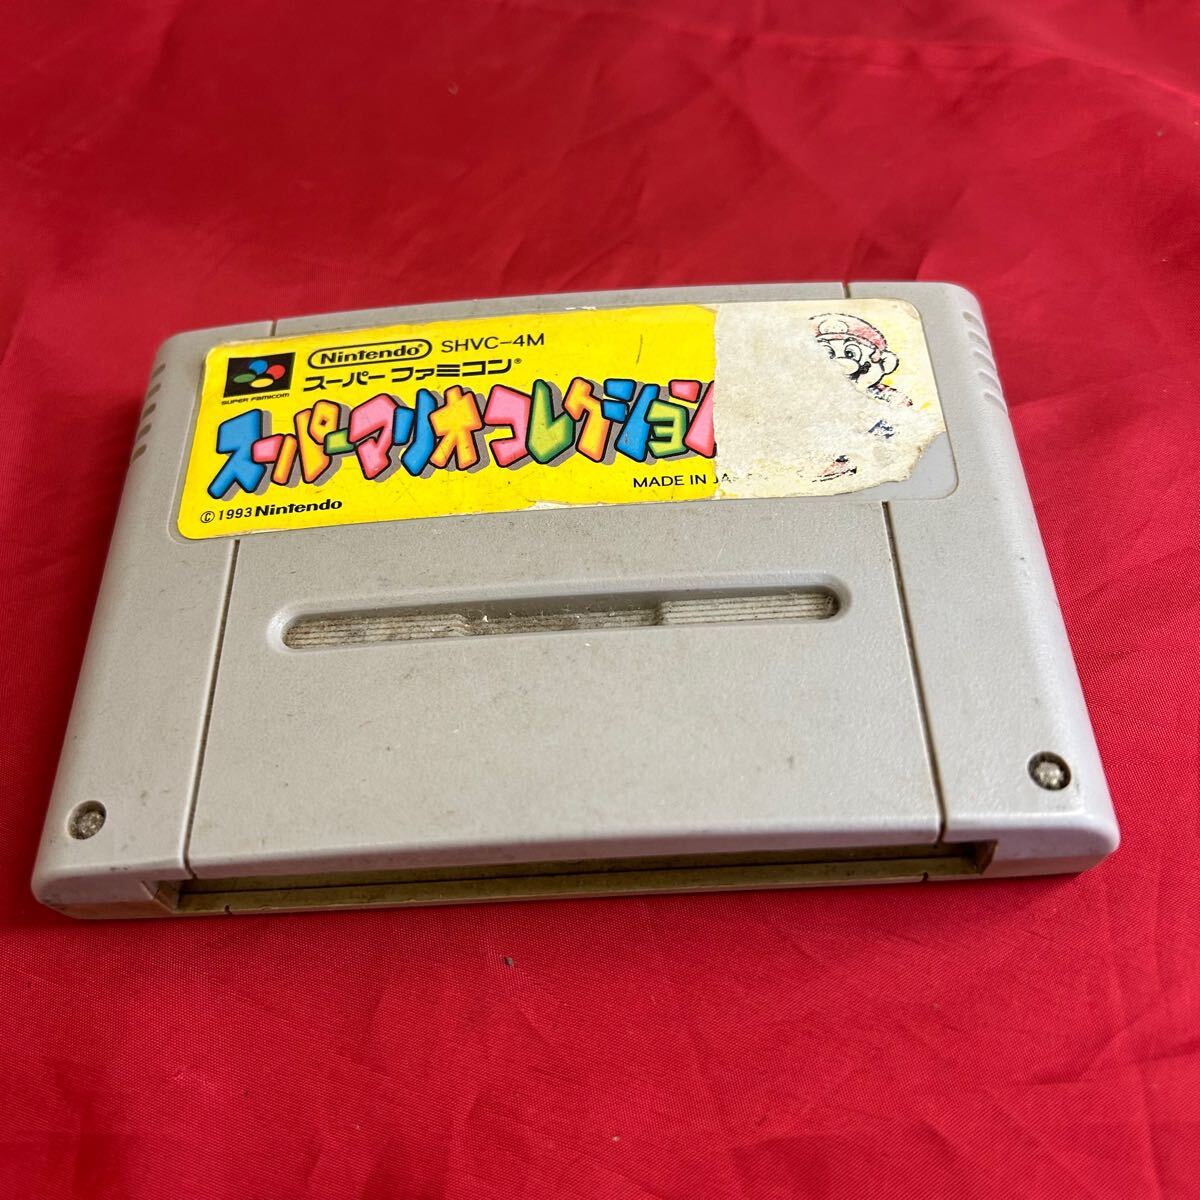 Nintendo® SHVC-4M
SUPER FAMICOM
スーパーファミコン®
スーパーマリオコレクション
MADE IN
©1993 Nintendo